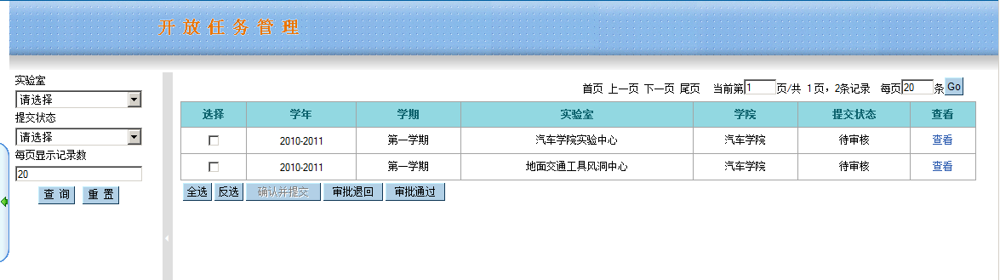 开放任务管理
实验室
请选择
提交状态
请选择
每页显示记录数
20
查 询 重 置
首页 上一页 下一页 尾页 当前第1页/共 1页，2条记录 每页20条Go
选择 学年 学期 实验室 学院 提交状态 查看
2010-2011 第一学期 汽车学院实验中心 汽车学院 待审核 查看
2010-2011 第一学期 地面交通工具风洞中心 汽车学院 待审核 查看
全选 反选 确认并提交 审批退回 审批通过